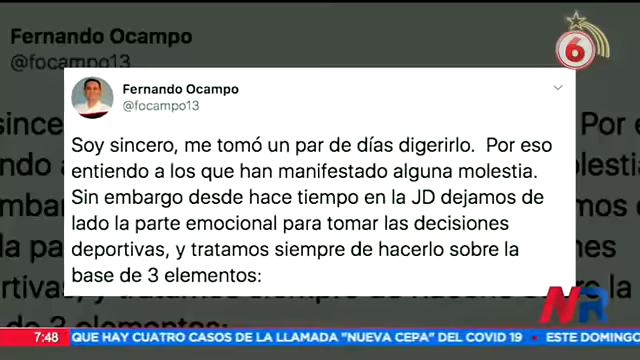 Fernando Ocampo
@focampo13
6
Fernando Ocampo
@focampo13
Soy sincero, me tomó un par de días digerirlo. Por eso
entiendo a los que han manifestado alguna molestia.
Sin embargo desde hace tiempo en la JD dejamos de
lado la parte emocional para tomar las decisiones
deportivas, y tratamos siempre de hacerlo sobre la
base de 3 elementos:
NR
7:48 QUE HAY CUATRO CASOS DE LA LLAMADA "NUEVA CEPA" DEL COVID 19 • ESTE DOMING